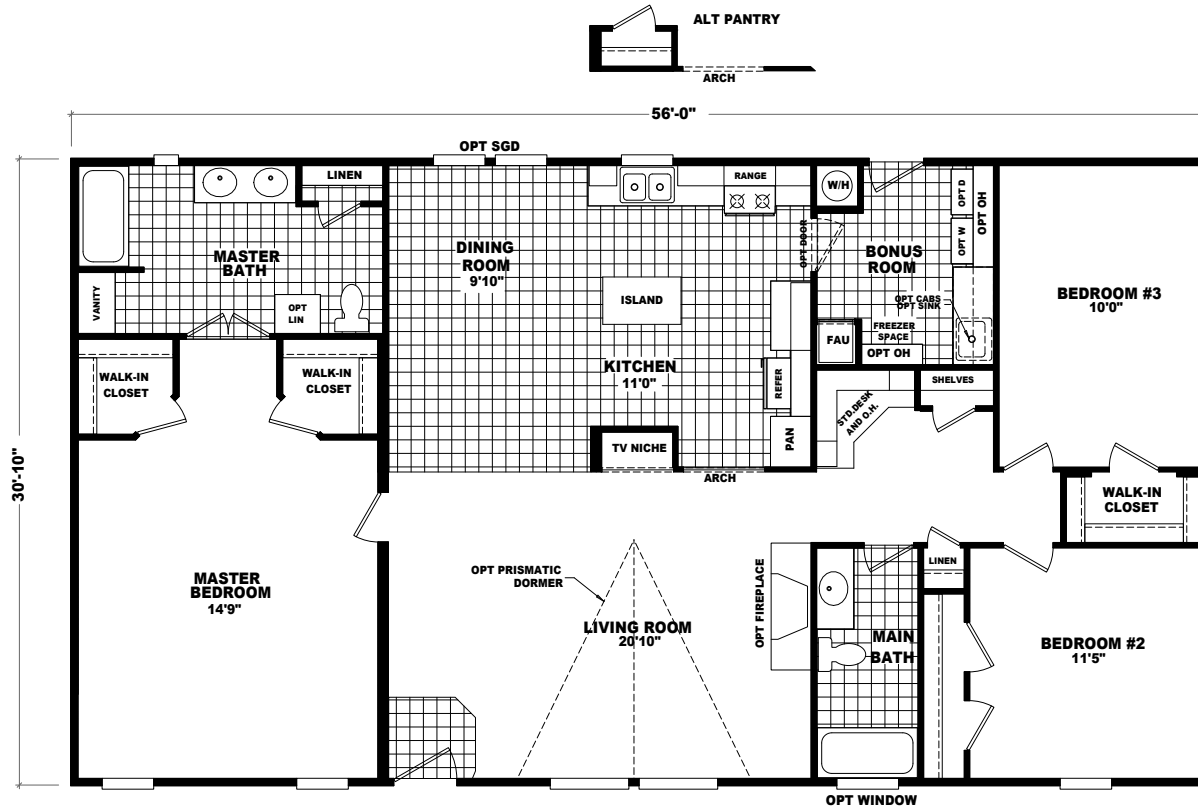 ALT PANTRY
ARCH
56'-0"
30'-10"
OPT SGD
LINEN
MASTER
BATH
VANITY
OPT
LIN
WALK-IN
CLOSET
WALK-IN
CLOSET
DINING
ROOM
9'10"
RANGE
ISLAND
KITCHEN
11'0"
REFER
PAN
TV NICHE
ARCH
W/H
OPT DOOR
BONUS
ROOM
OPT D
OPT W
OPT OH
OPT CABS
OPT SINK
FREEZER
SPACE
FAU
OPT OH
STD.DESK
AND O.H.
SHELVES
BEDROOM #3
10'0"
WALK-IN
CLOSET
MASTER
BEDROOM
14'9"
OPT PRISMATIC
DORMER
LIVING ROOM
20'10"
OPT FIREPLACE
MAIN
BATH
LINEN
BEDROOM #2
11'5"
OPT WINDOW